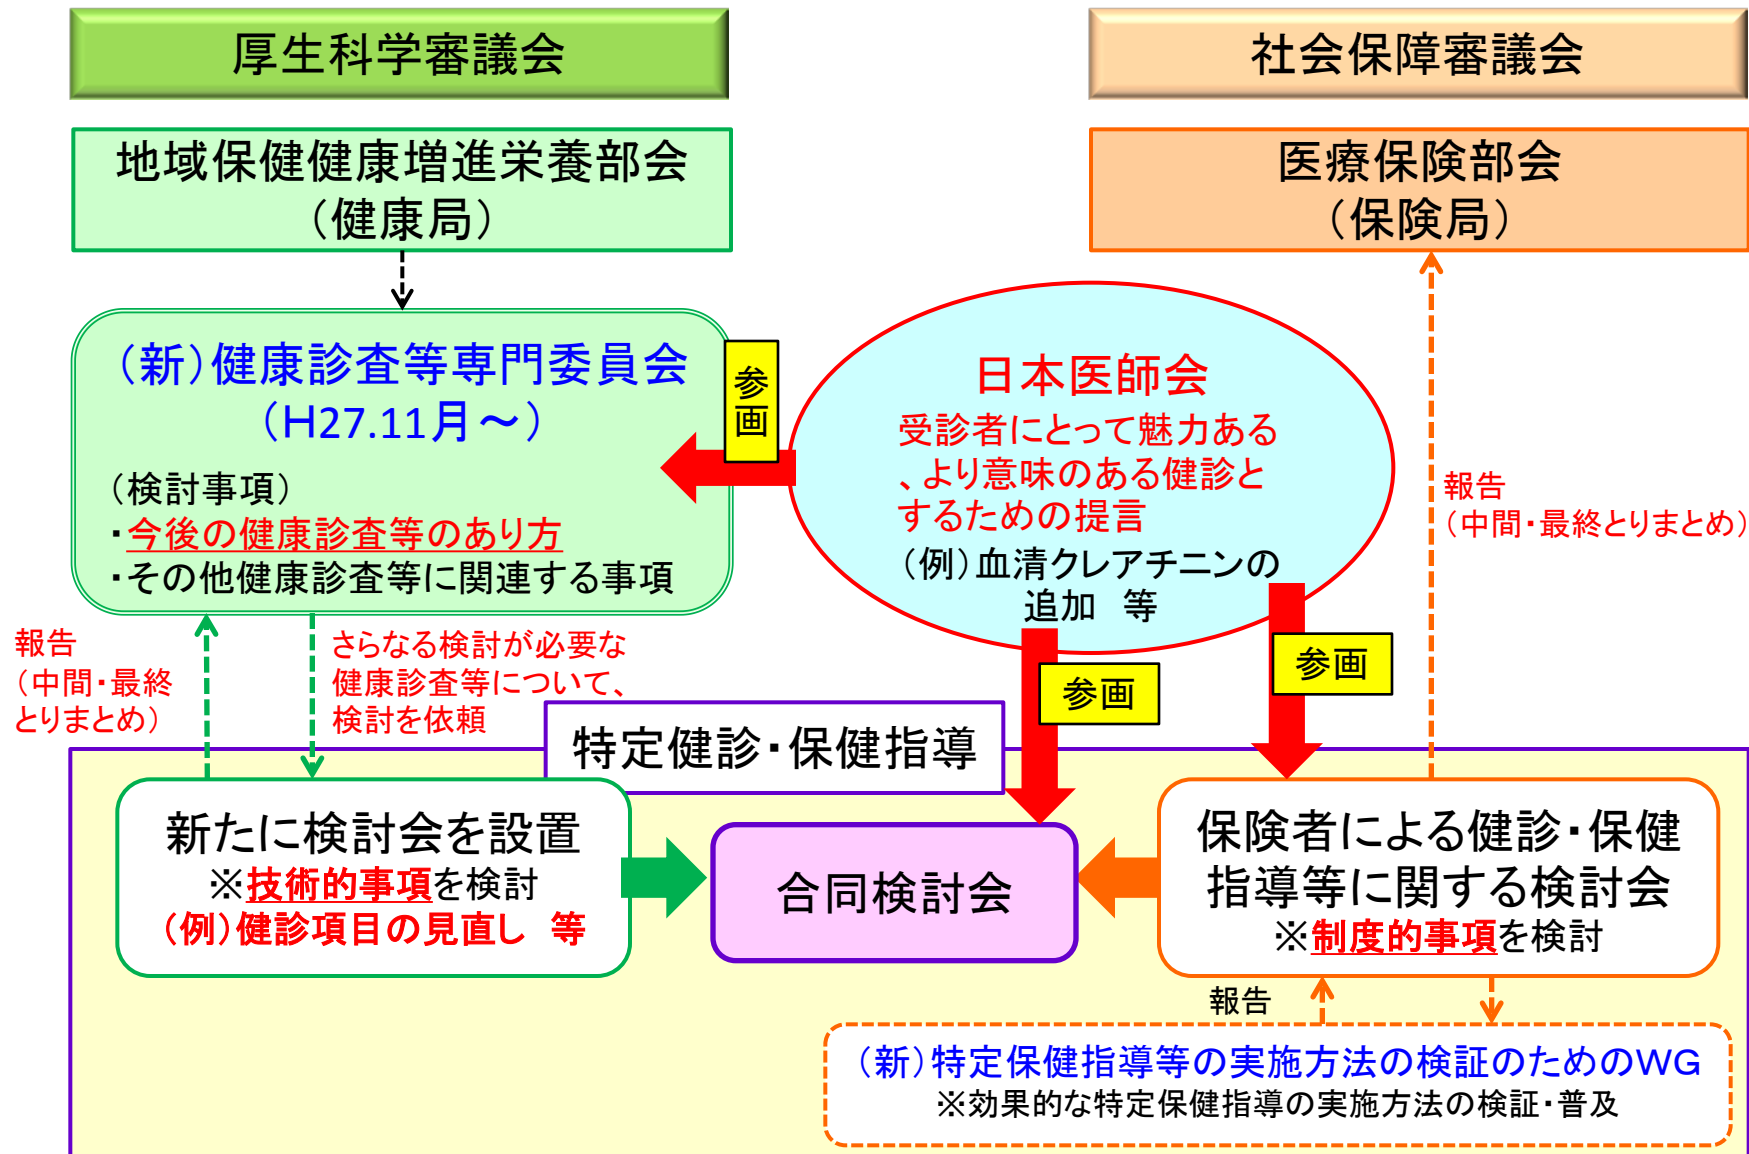 厚生科学審議会
社会保障審議会
地域保健健康増進栄養部会
（健康局）
医療保険部会
（保険局）
（新）健康診査等専門委員会
（H27.11月～）
（検討事項）
・今後の健康診査等のあり方
・その他健康診査等に関連する事項
参画
日本医師会
受診者にとって魅力ある
、より意味のある健診と
するための提言
（例）血清クレアチニンの
追加　等
報告
（中間・最終とりまとめ）
報告
（中間・最終
とりまとめ）
さらなる検討が必要な
健康診査等について、
検討を依頼
参画
参画
特定健診・保健指導
新たに検討会を設置
※技術的事項を検討
（例）健診項目の見直し　等
合同検討会
保険者による健診・保健
指導等に関する検討会
※制度的事項を検討
報告
（新）特定保健指導等の実施方法の検証のためのWG
※効果的な特定保健指導の実施方法の検証・普及